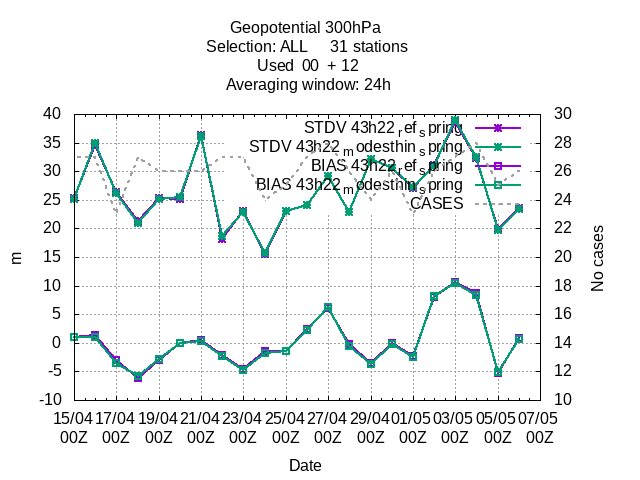 Geopotential 300hPa
Selection: ALL     31 stations
Used  00  + 12
Averaging window: 24h
40
35
30
25
20
15
10
5
0
-5
-10
m
STDV 43h22_ref_spring
STDV 43h22_modesthin_spring
BIAS 43h22_ref_spring
BIAS 43h22_modesthin_spring
CASES
30
28
26
24
22
20
18
16
14
12
10
No cases
15/04 17/04 19/04 21/04 23/04 25/04 27/04 29/04 01/05 03/05 05/05 07/05
00Z 00Z 00Z 00Z 00Z 00Z 00Z 00Z 00Z 00Z 00Z 00Z
Date